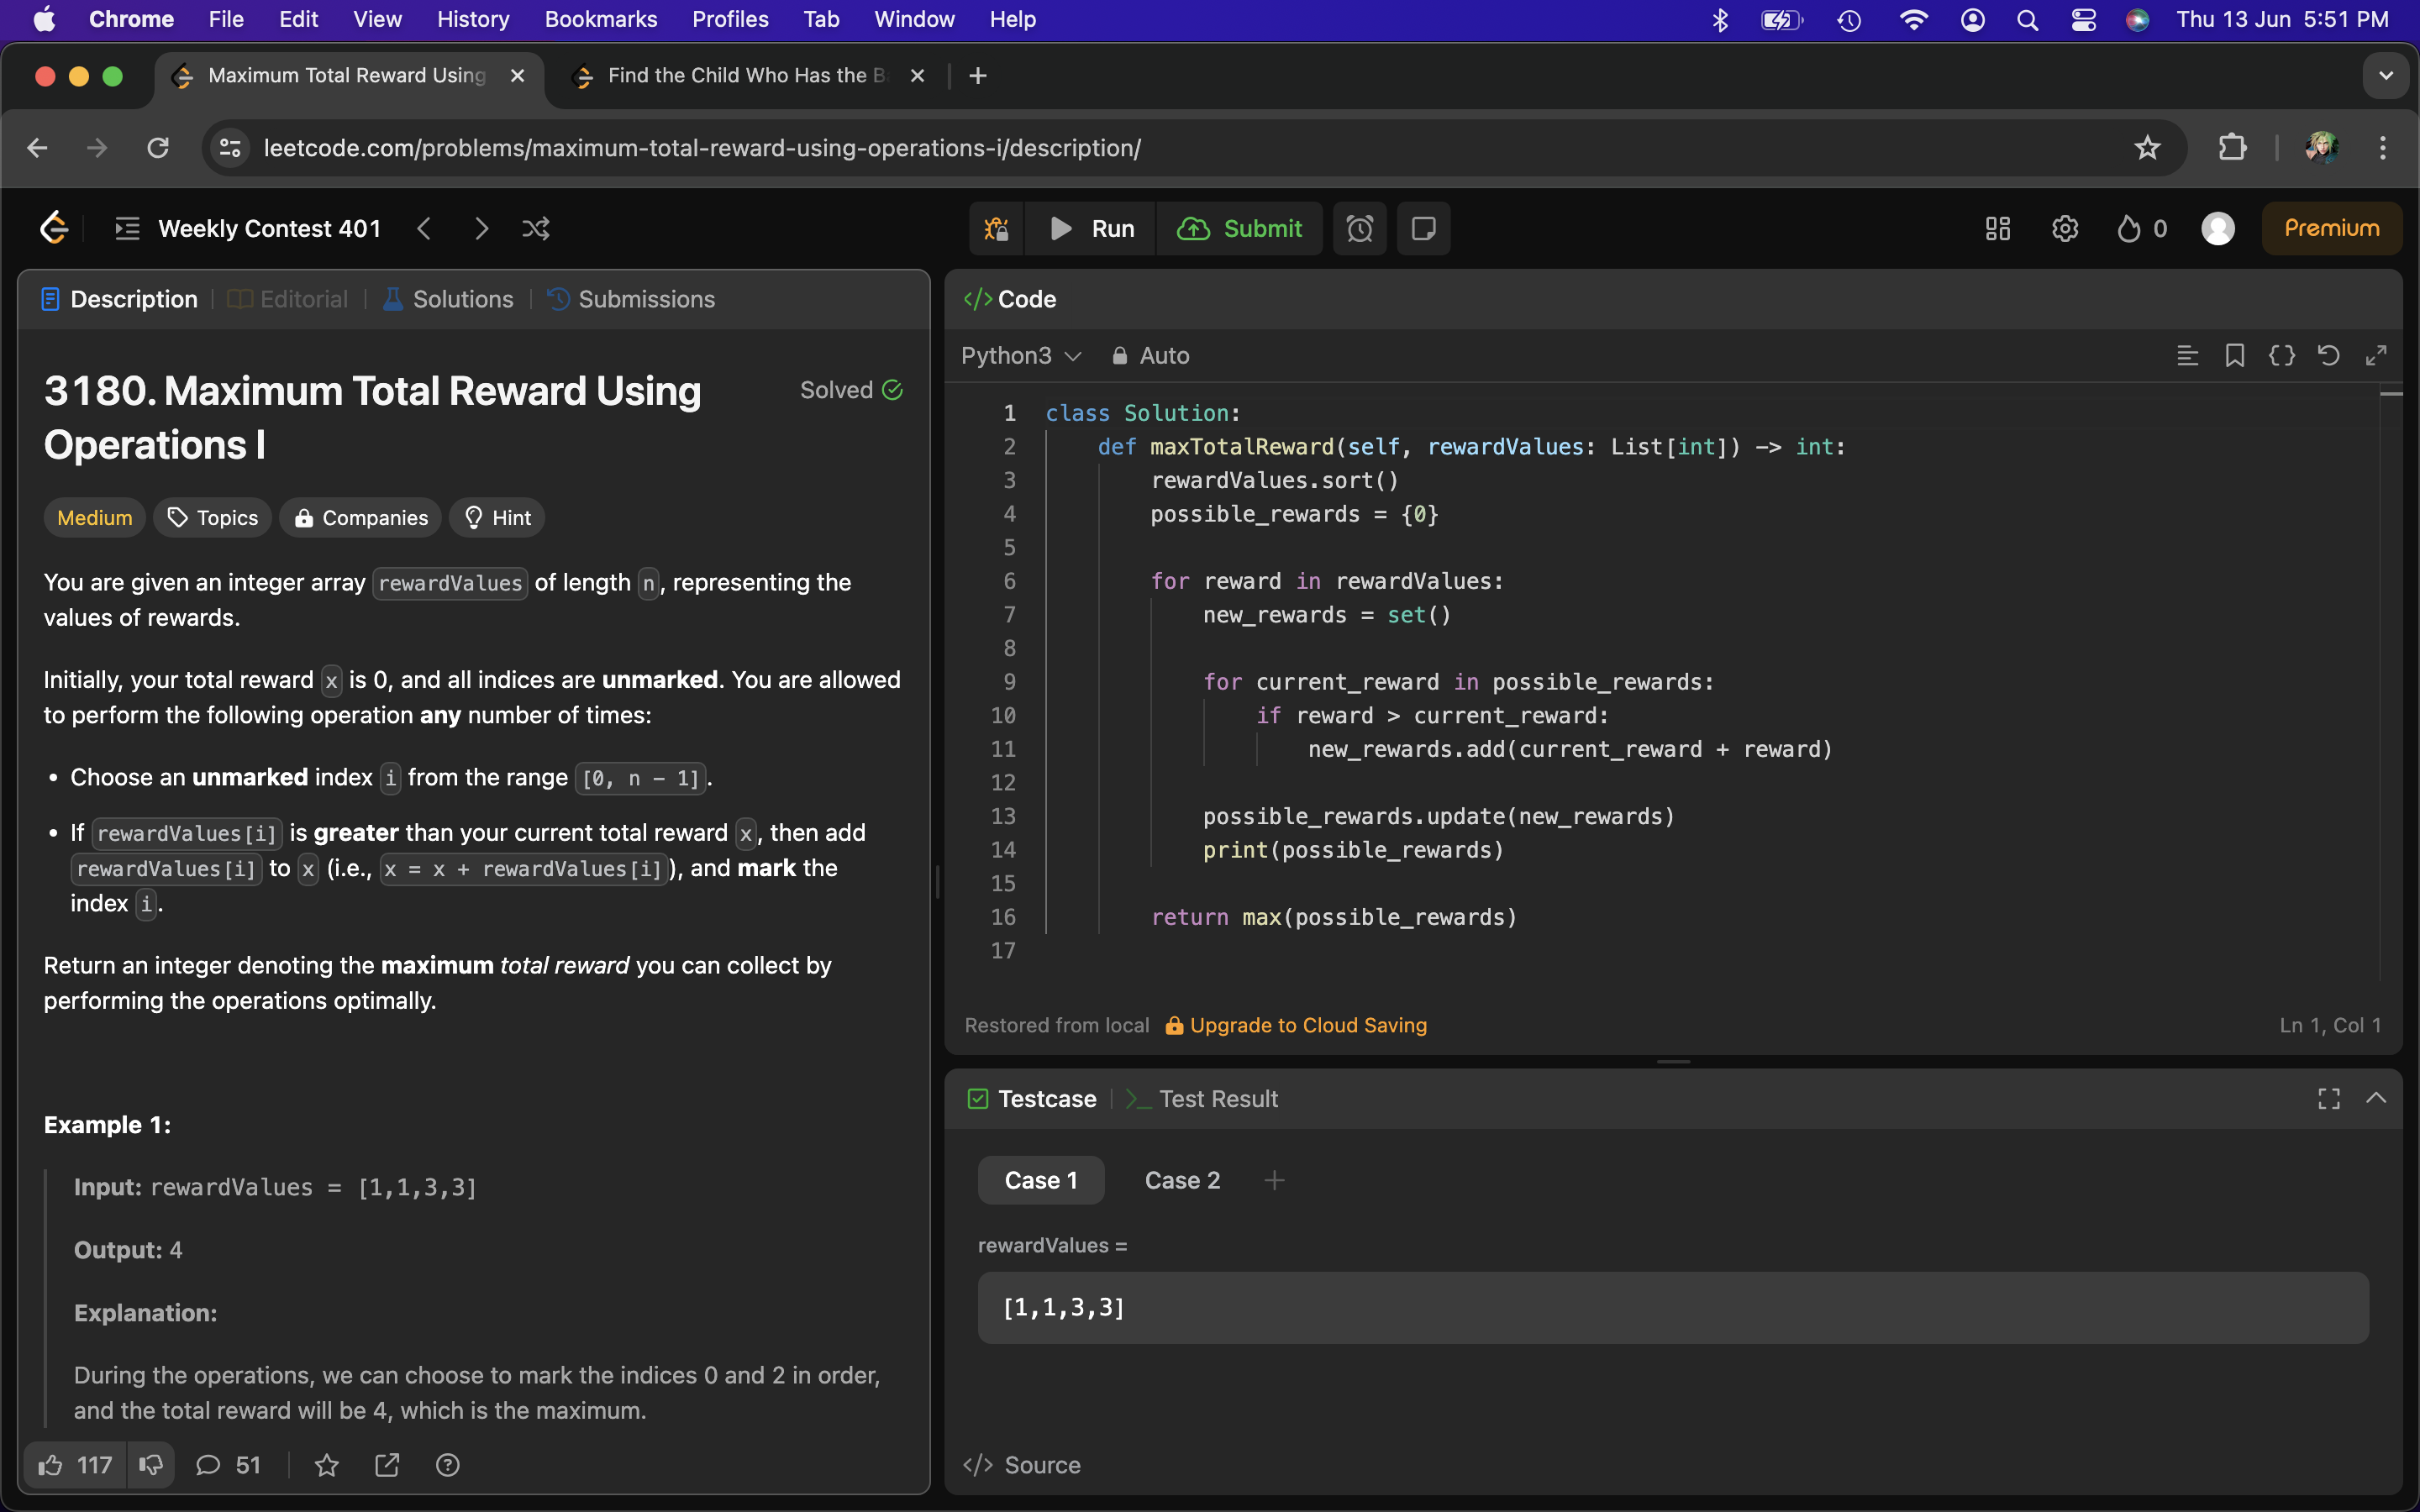 Chrome File Edit View History Bookmarks Profiles Tab Window Help Thu 13 Jun 5:51 PM
Maximum Total Reward Using Find the Child Who Has the B
leetcode.com/problems/maximum-total-reward-using-operations-i/description/
Weekly Contest 401 Run Submit 0 Premium
Description Editorial Solutions Submissions
3180. Maximum Total Reward Using
Operations I
Solved
Medium Topics Companies Hint
You are given an integer array rewardValues of length n, representing the
values of rewards.
Initially, your total reward x is 0, and all indices are unmarked. You are allowed
to perform the following operation any number of times:
• Choose an unmarked index i from the range [0, n - 1].
• If rewardValues[i] is greater than your current total reward x, then add
rewardValues[i] to x (i.e., x = x + rewardValues[i]), and mark the
index i.
Return an integer denoting the maximum total reward you can collect by
performing the operations optimally.
Example 1:
Input: rewardValues = [1,1,3,3]
Output: 4
Explanation:
During the operations, we can choose to mark the indices 0 and 2 in order,
and the total reward will be 4, which is the maximum.
117 51
</> Code
Python3 Auto
1 class Solution:
2 def maxTotalReward(self, rewardValues: List[int]) -> int:
3 rewardValues.sort()
4 possible_rewards = {0}
5
6 for reward in rewardValues:
7 new_rewards = set()
8
9 for current_reward in possible_rewards:
10 if reward > current_reward:
11 new_rewards.add(current_reward + reward)
12
13 possible_rewards.update(new_rewards)
14 print(possible_rewards)
15
16 return max(possible_rewards)
17
Restored from local Upgrade to Cloud Saving Ln 1, Col 1
Testcase >_ Test Result
Case 1 Case 2 +
rewardValues =
[1,1,3,3]
</> Source